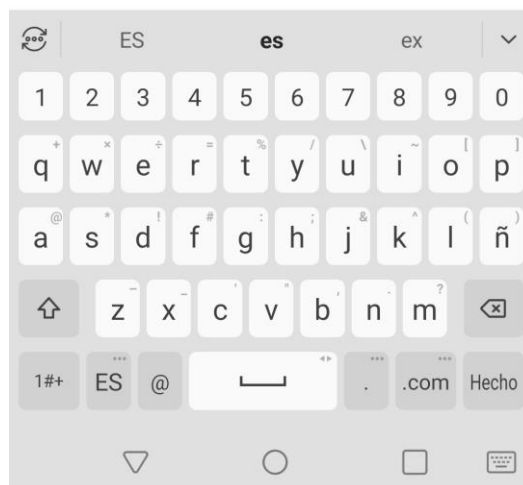 ES es ex
1 2 3 4 5 6 7 8 9 0
+ × ÷ = % / \ ~ [ ]
q w e r t y u i o p
@ * ! # : ; & ^ ( )
a s d f g h j k l ñ
- _ ' " , . ?
z x c v b n m
1#+ ES @ . .com Hecho